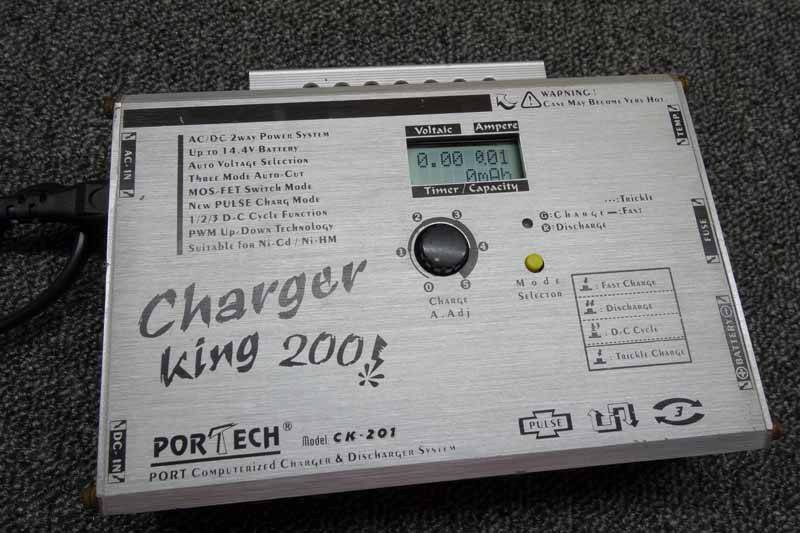 WARNING!
CASE MAY BECOME VERY HOT
AC-IN
AC/DC 2WAY POWER SYSTEM
UP TO 14.4V BATTERY
AUTO VOLTAGE SELECTION
THREE MODE AUTO-CUT
MOS-FET SWITCH MODE
NEW PULSE CHARG MODE
1/2/3 D-C CYCLE FUNCTION
PWM UP-DOWN TECHNOLOGY
SUITABLE FOR NI-CD / NI-HM
Voltaic Ampere
0.00 0.01
0mAh
Timer/Capacity
TEMP
FUSE
BATTERY
0 1 2 3 4 5
Charge
A.Adj
....:Trickle
G:Charge —:Fast
R:Discharge
Mode
Selector
: FAST CHARGE
: DISCHARGE
: D-C CYCLE
: TRICKLE CHARGE
Charger
king 200!
DC-IN
PORTECH® Model CK-201
PORT COMPUTERIZED CHARGER & DISCHARGER SYSTEM
PULSE
3